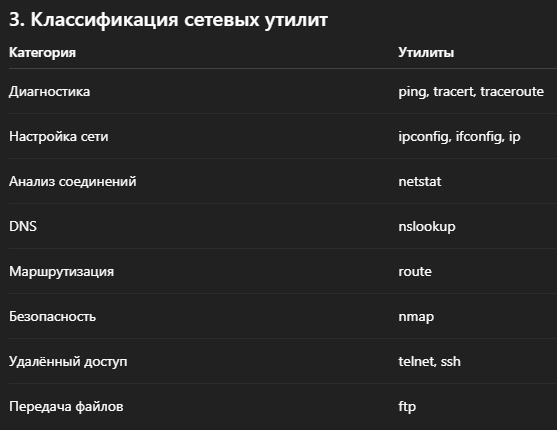 3. Классификация сетевых утилит
Категория Утилиты
Диагностика ping, tracert, traceroute
Настройка сети ipconfig, ifconfig, ip
Анализ соединений netstat
DNS nslookup
Маршрутизация route
Безопасность nmap
Удалённый доступ telnet, ssh
Передача файлов ftp